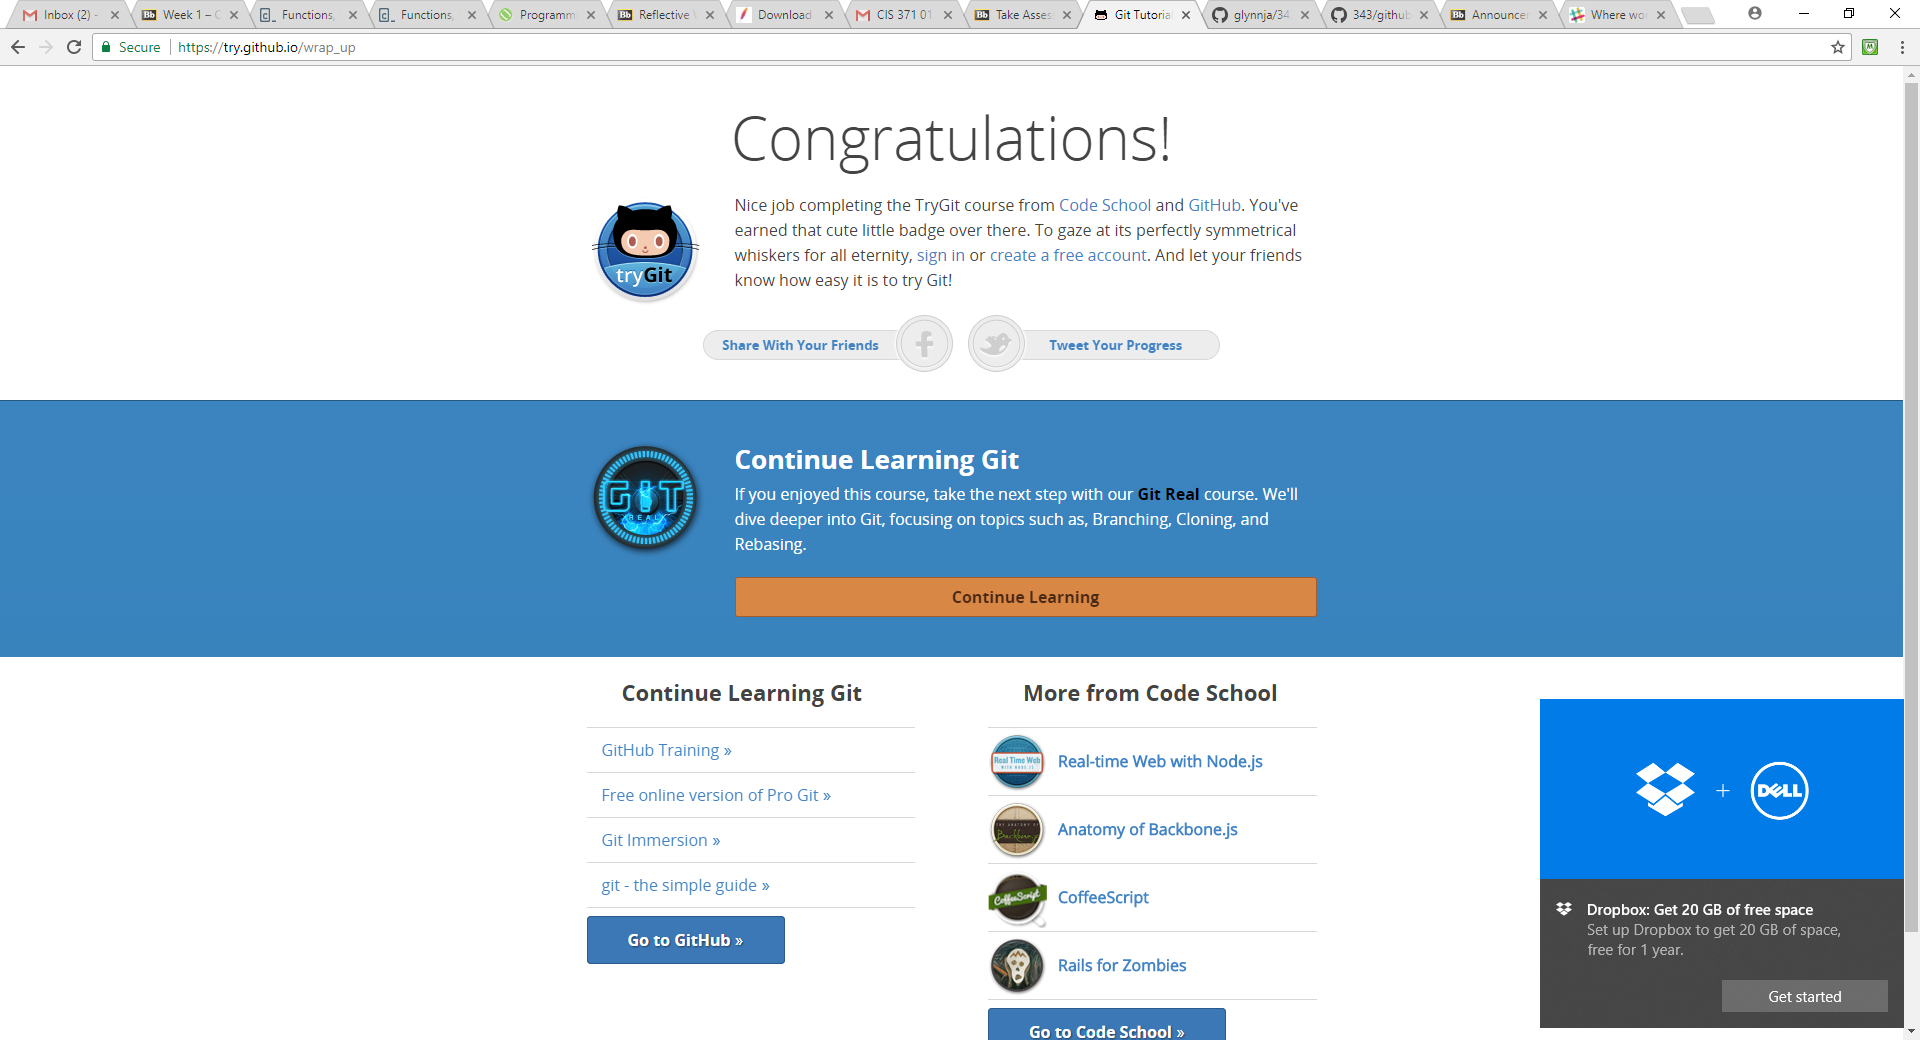 Inbox (2) -
Week 1 – C
Functions,
Functions,
Programm
Reflective
Download
CIS 371 01
Take Asses
Git Tutoria
glynnja/34
343/github
Announcer
Where wo
Secure https://try.github.io/wrap_up
Congratulations!
Nice job completing the TryGit course from Code School and GitHub. You've
earned that cute little badge over there. To gaze at its perfectly symmetrical
whiskers for all eternity, sign in or create a free account. And let your friends
know how easy it is to try Git!
tryGit
Share With Your Friends
Tweet Your Progress
GIT
REAL
Continue Learning Git
If you enjoyed this course, take the next step with our Git Real course. We'll
dive deeper into Git, focusing on topics such as, Branching, Cloning, and
Rebasing.
Continue Learning
Continue Learning Git
GitHub Training »
Free online version of Pro Git »
Git Immersion »
git - the simple guide »
Go to GitHub »
More from Code School
Real Time Web
WITH NODE.JS
Real-time Web with Node.js
Anatomy of Backbone.js
CoffeeScript
CoffeeScript
Rails for Zombies
Go to Code School »
+
DELL
Dropbox: Get 20 GB of free space
Set up Dropbox to get 20 GB of space,
free for 1 year.
Get started